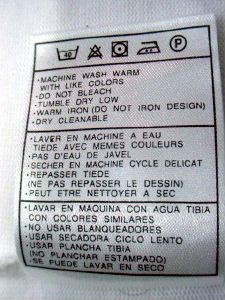 40
P
•MACHINE WASH WARM
WITH LIKE COLORS
•DO NOT BLEACH
•TUMBLE DRY LOW
•WARM IRON (DO NOT IRON DESIGN)
•DRY CLEANABLE
•LAVER EN MACHINE A EAU
TIEDE AVEC MEMES COULEURS
•PAS D'EAU DE JAVEL
•SECHER EN MACHINE CYCLE DELICAT
•REPASSER TIEDE
(NE PAS REPASSER LE DESSIN)
•PEUT ETRE NETTOYER A SEC
•LAVAR EN MAQUINA CON AGUA TIBIA
CON COLORES SIMILARES
•NO USAR BLANQUEADORES
•USAR SECADORA CICLO LENTO
•USAR PLANCHA TIBIA
(NO PLANCHAR ESTAMPADO)
•SE PUEDE LAVAR EN SECO